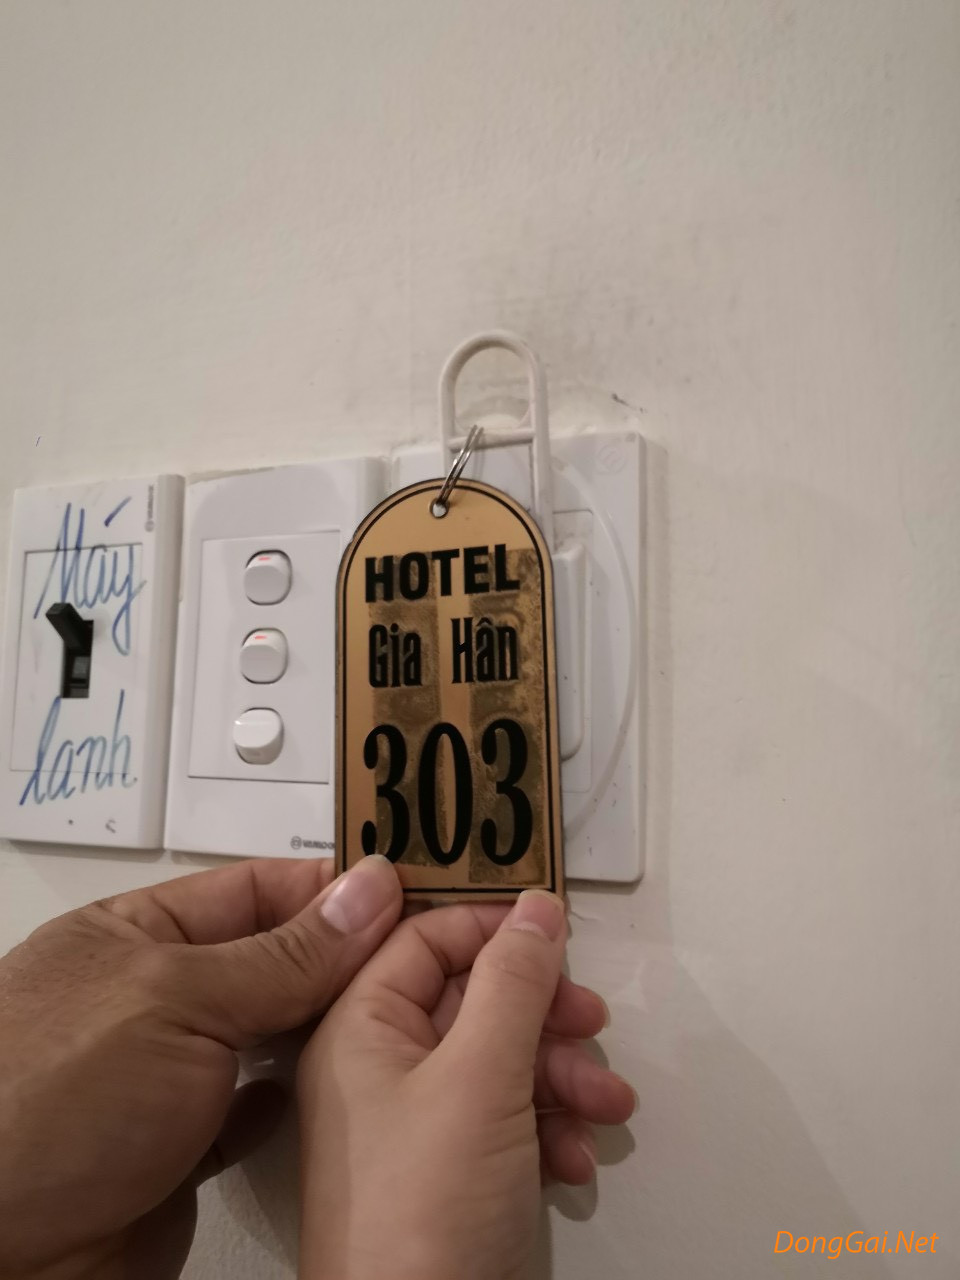 Máy
lanh
HOTEL
Gia Hân
303
DongGai.Net